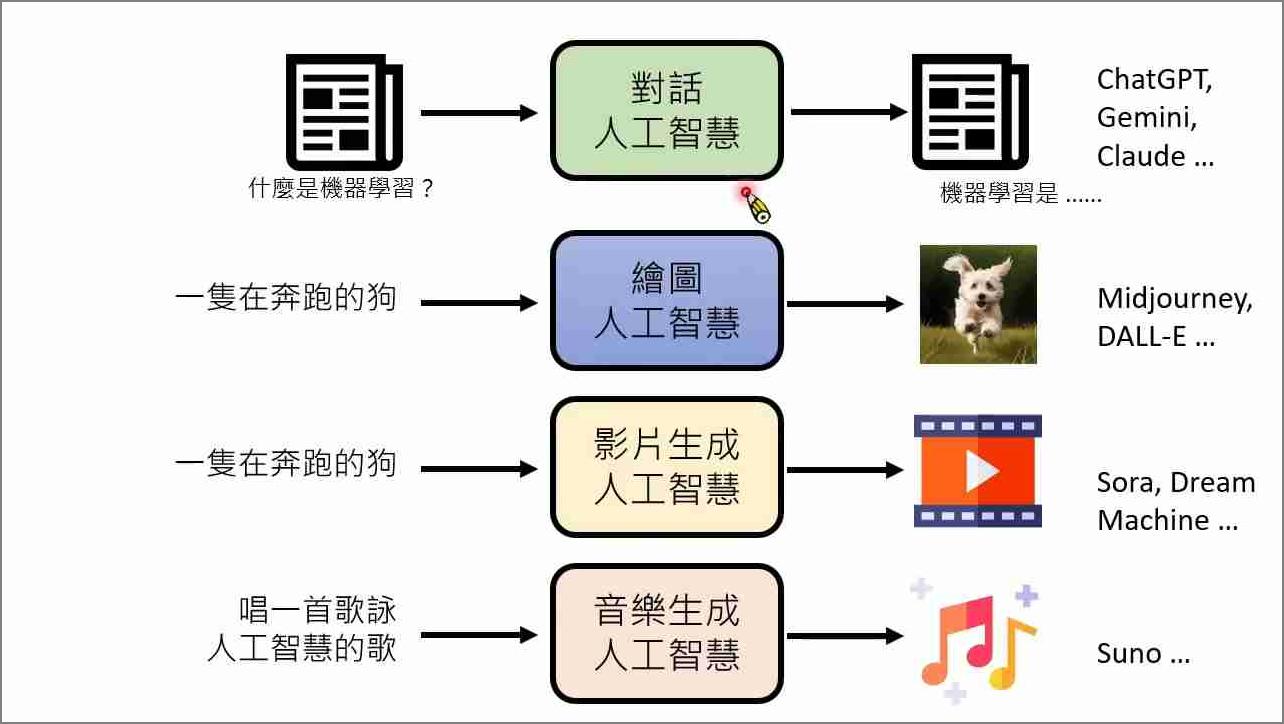 對話
人工智慧
ChatGPT,
Gemini,
Claude ...
什麼是機器學習？
機器學習是 ......
一隻在奔跑的狗
繪圖
人工智慧
Midjourney,
DALL-E ...
一隻在奔跑的狗
影片生成
人工智慧
Sora, Dream
Machine ...
唱一首歌詠
人工智慧的歌
音樂生成
人工智慧
Suno ...